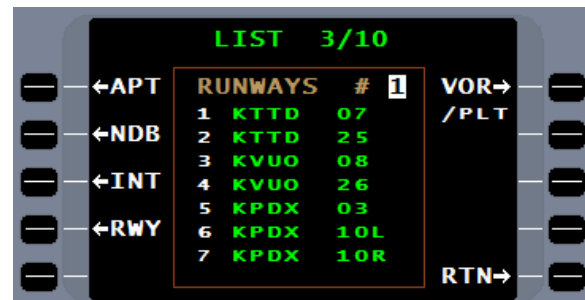 LIST 3/10
←APT RUNWAYS # 1 VOR→
1 KTTD 07 /PLT
←NDB 2 KTTD 25
3 KVUO 08
←INT 4 KVUO 26
5 KPDX 03
←RWY 6 KPDX 10L
7 KPDX 10R
RTN→